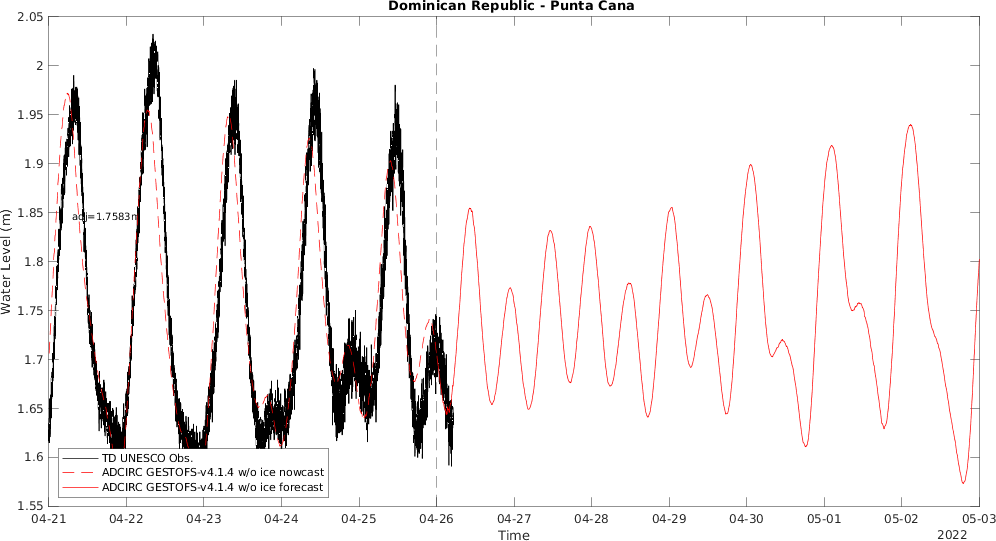 Dominican Republic - Punta Cana
2.05
2
1.95
1.9
1.85
1.8
1.75
1.7
1.65
1.6
1.55
Water Level (m)
adj=1.7583m
TD UNESCO Obs.
ADCIRC GESTOFS-v4.1.4 w/o ice nowcast
ADCIRC GESTOFS-v4.1.4 w/o ice forecast
04-21 04-22 04-23 04-24 04-25 04-26 04-27 04-28 04-29 04-30 05-01 05-02 05-03
Time
2022